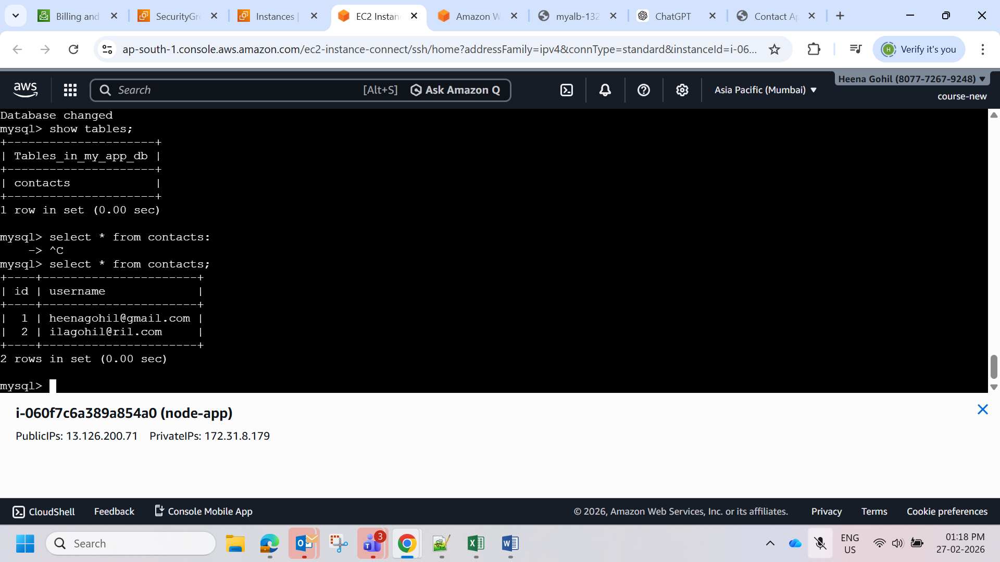 Billing and
SecurityGr
Instances |
EC2 Instan
Amazon W
myalb-132
ChatGPT
Contact Ap
ap-south-1.console.aws.amazon.com/ec2-instance-connect/ssh/home?addressFamily=ipv4&connType=standard&instanceId=i-06...
H
Verify it's you
aws
Search
[Alt+S]
Ask Amazon Q
Asia Pacific (Mumbai) ▼
Heena Gohil (8077-7267-9248) ▼
course-new
Database changed
mysql> show tables;
+---------------------+
| Tables_in_my_app_db |
+---------------------+
| contacts            |
+---------------------+
1 row in set (0.00 sec)
mysql> select * from contacts:
    -> ^C
mysql> select * from contacts;
+----+----------------------+
| id | username             |
+----+----------------------+
|  1 | heenagohil@gmail.com |
|  2 | ilagohil@ril.com     |
+----+----------------------+
2 rows in set (0.00 sec)
mysql>
i-060f7c6a389a854a0 (node-app)
PublicIPs: 13.126.200.71 PrivateIPs: 172.31.8.179
CloudShell
Feedback
Console Mobile App
© 2026, Amazon Web Services, Inc. or its affiliates.
Privacy
Terms
Cookie preferences
Search
3
ENG
US
01:18 PM
27-02-2026